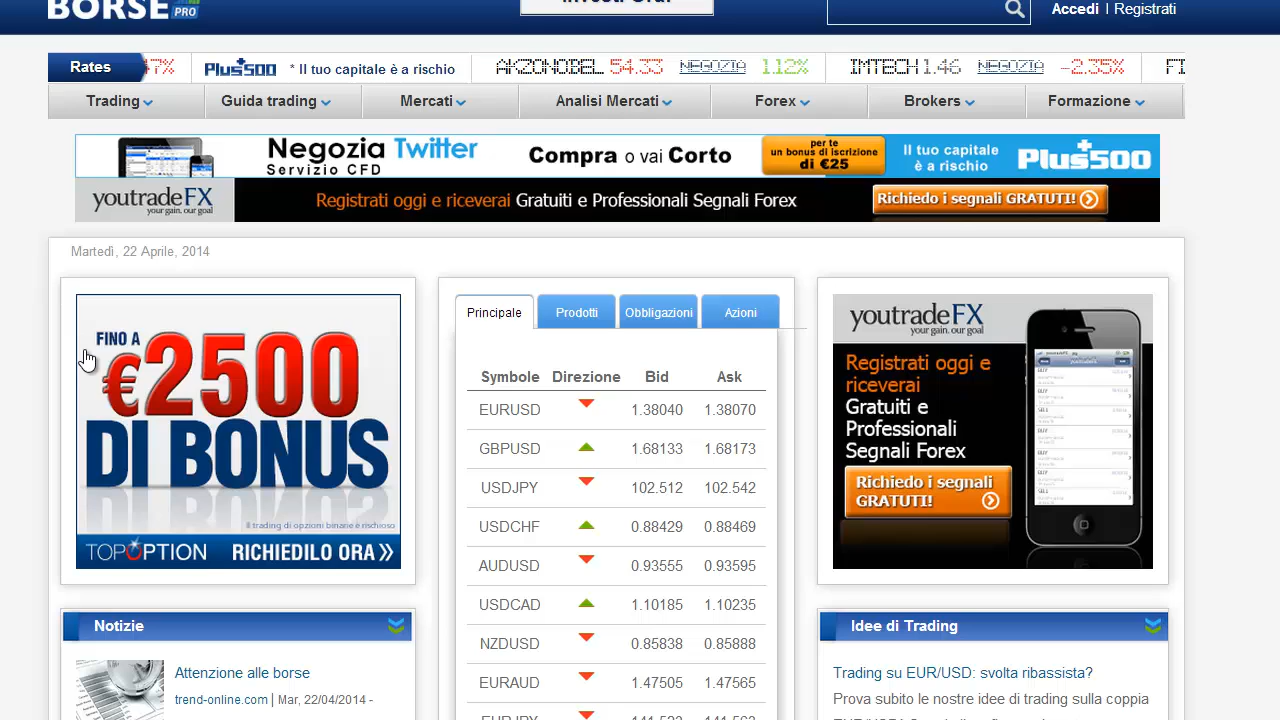 BORSE PRO
Accedi | Registrati
Rates
Plus500 * Il tuo capitale è a rischio AKZONOBEL 54.33 NEGOZIA 1.12% IMTECH 1.46 NEGOZIA -2.35%
Trading Guida trading Mercati Analisi Mercati Forex Brokers Formazione
Negozia Twitter
Servizio CFD
Compra o vai Corto
per te
un bonus di iscrizione
di €25
Il tuo capitale
è a rischio
Plus500
youtradeFX
your gain. our goal
Registrati oggi e riceverai Gratuiti e Professionali Segnali Forex
Richiedo i segnali GRATUITI!
Martedì, 22 Aprile, 2014
FINO A
€2500
DI BONUS
Il trading di opzioni binarie è rischioso
TOPOPTION RICHIEDILO ORA
Principale Prodotti Obbligazioni Azioni
Symbole Direzione Bid Ask
EURUSD 1.38040 1.38070
GBPUSD 1.68133 1.68173
USDJPY 102.512 102.542
USDCHF 0.88429 0.88469
AUDUSD 0.93555 0.93595
USDCAD 1.10185 1.10235
NZDUSD 0.85838 0.85888
EURAUD 1.47505 1.47565
youtradeFX
your gain. our goal
Registrati oggi e
riceverai
Gratuiti e
Professionali
Segnali Forex
Richiedo i segnali
GRATUITI!
Notizie
Attenzione alle borse
trend-online.com | Mar, 22/04/2014 -
Idee di Trading
Trading su EUR/USD: svolta ribassista?
Prova subito le nostre idee di trading sulla coppia